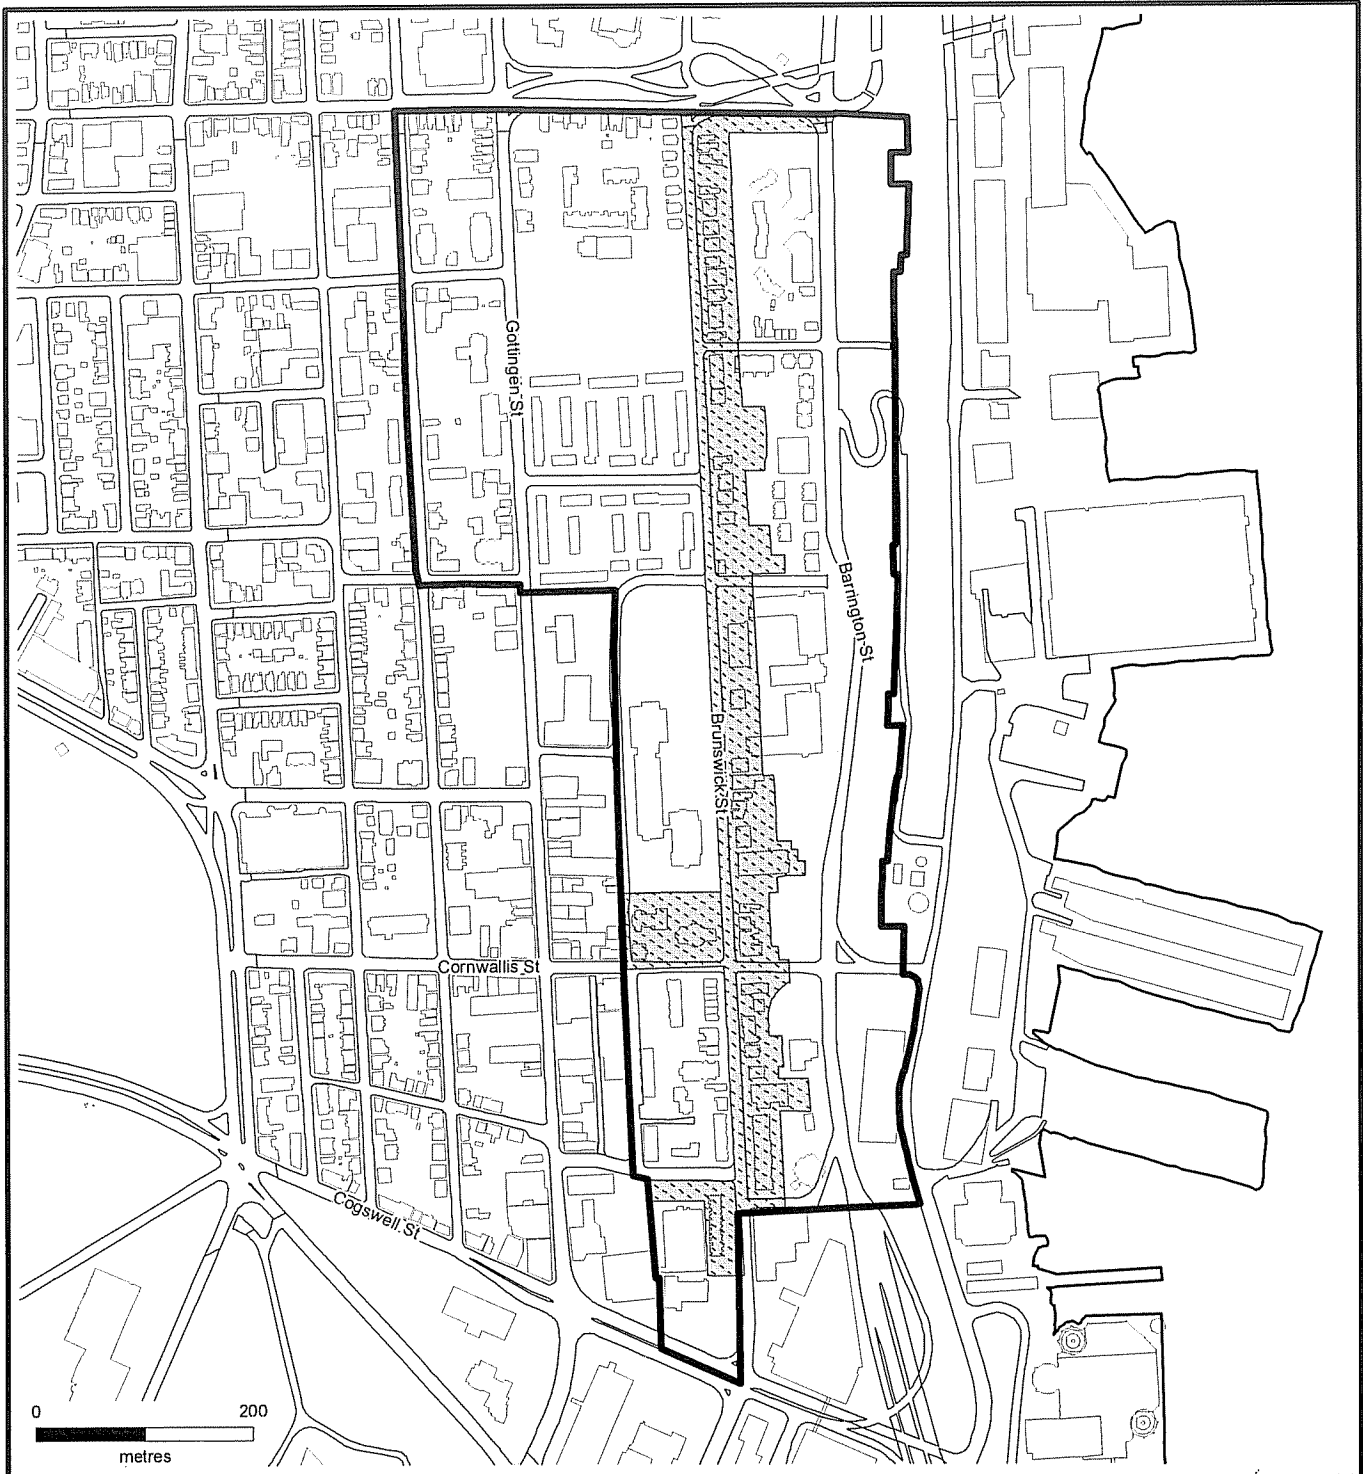 Gottingen St
Barrington St
Brunswick St
Cornwallis St
Cogswell St
0 200
metres